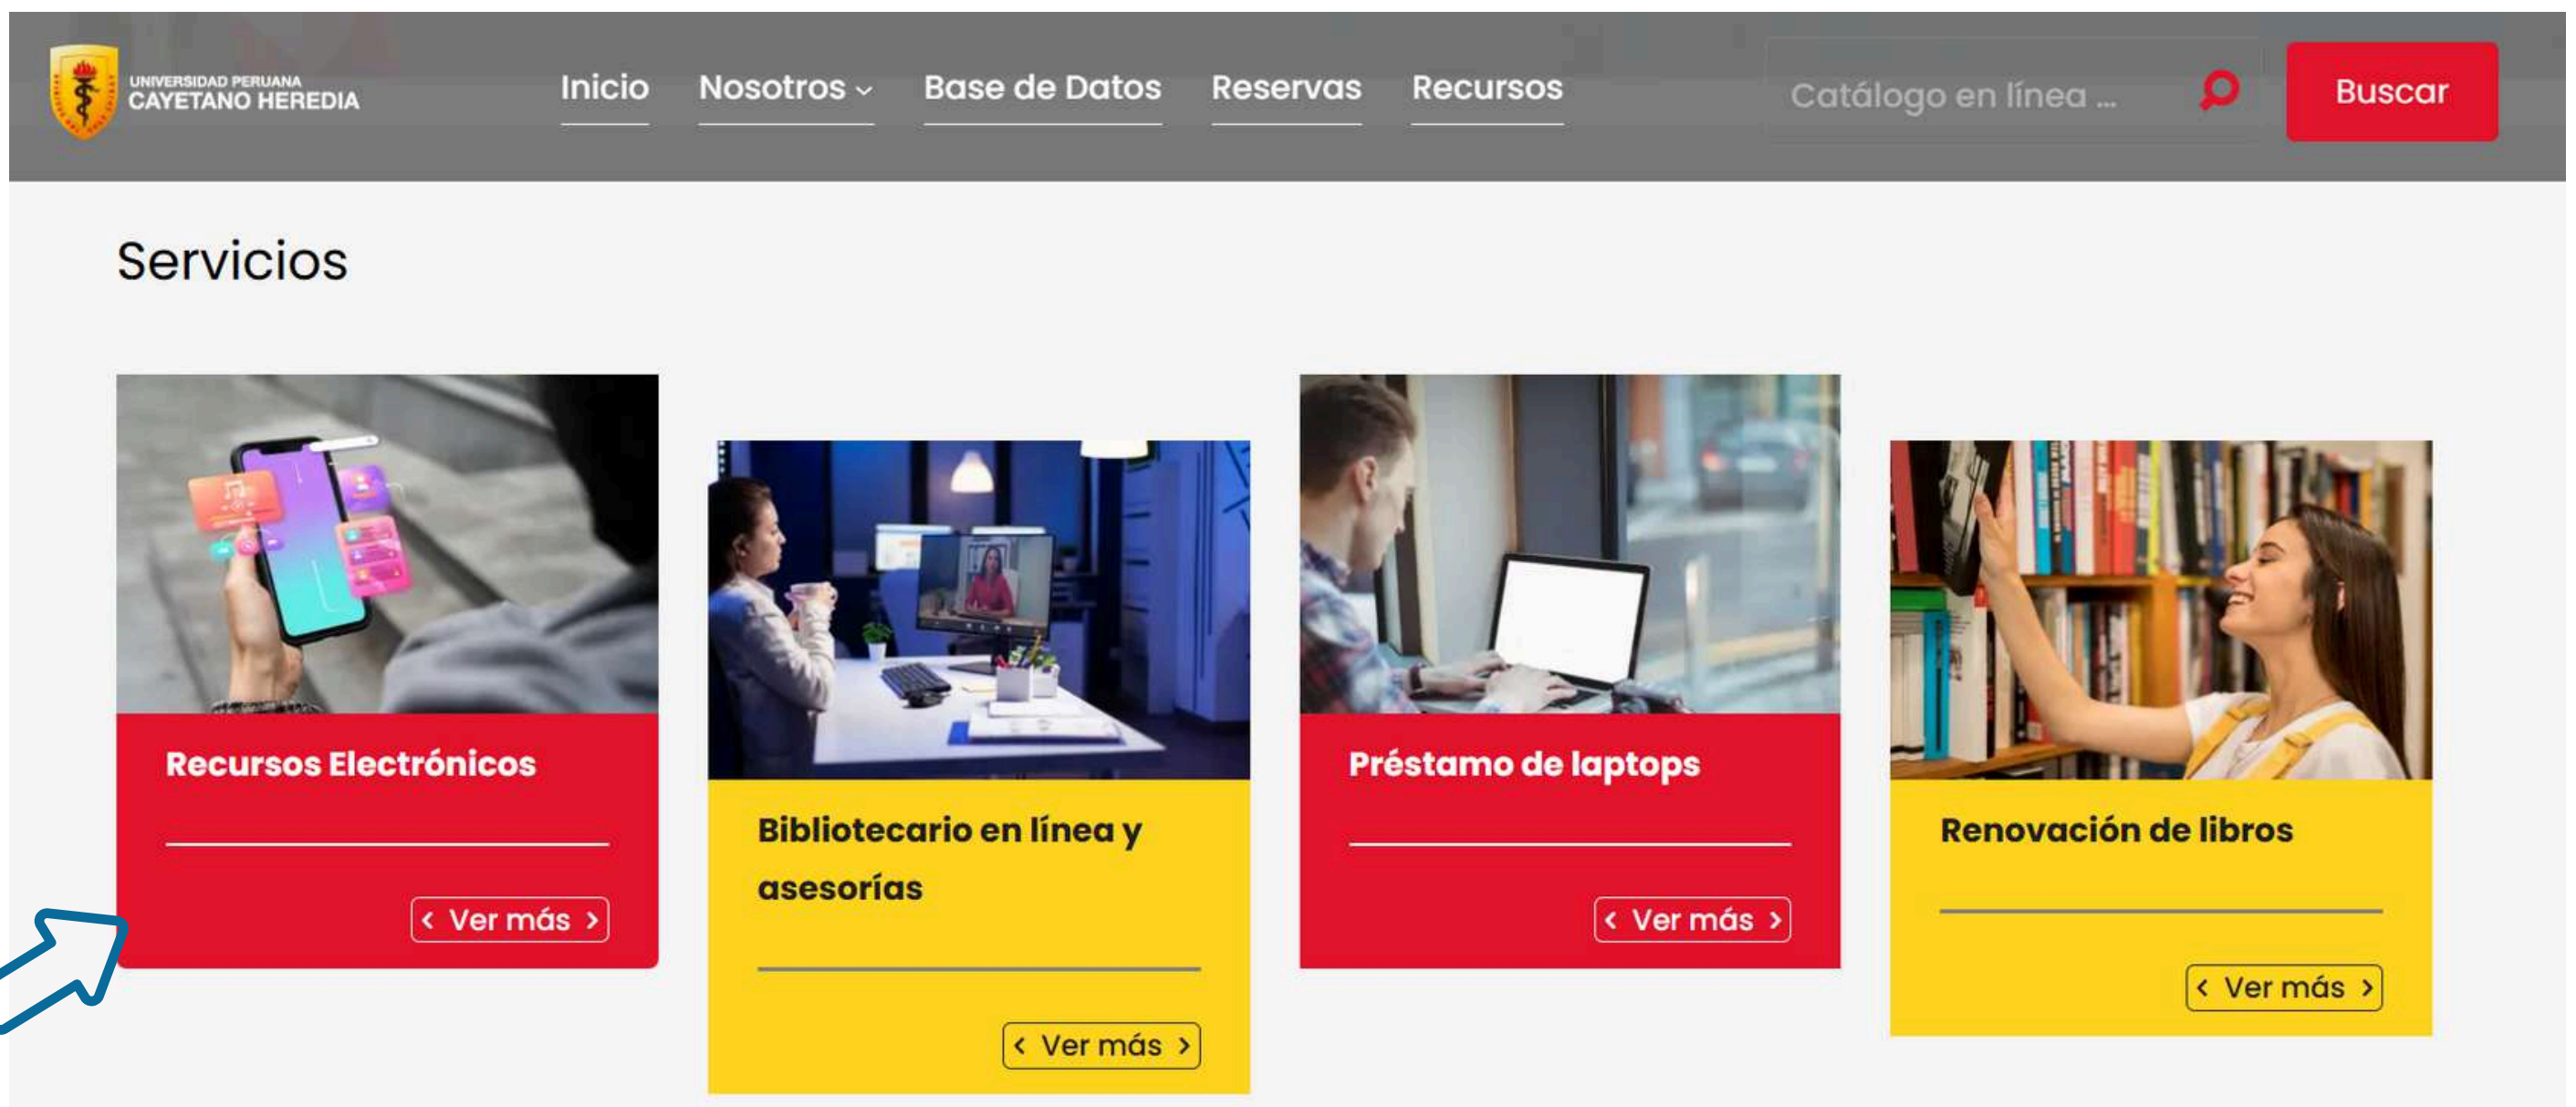 UNIVERSIDAD PERUANA
CAYETANO HEREDIA
Inicio
Nosotros
Base de Datos
Reservas
Recursos
Catálogo en línea ...
Buscar
Servicios
Recursos Electrónicos
< Ver más >
Bibliotecario en línea y
asesorías
< Ver más >
Préstamo de laptops
< Ver más >
Renovación de libros
< Ver más >